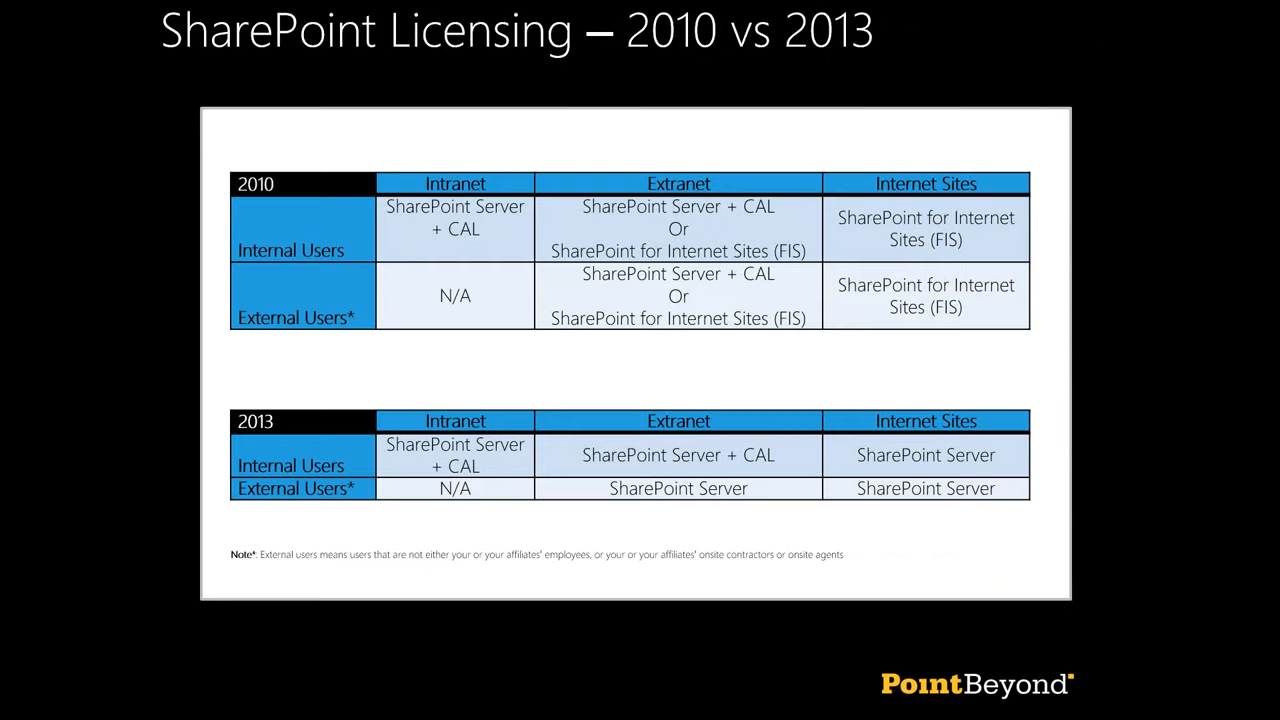 SharePoint Licensing – 2010 vs 2013
2010 Intranet Extranet Internet Sites
Internal Users
SharePoint Server
+ CAL
SharePoint Server + CAL
Or
SharePoint for Internet Sites (FIS)
SharePoint for Internet
Sites (FIS)
External Users*
N/A
SharePoint Server + CAL
Or
SharePoint for Internet Sites (FIS)
SharePoint for Internet
Sites (FIS)
2013 Intranet Extranet Internet Sites
Internal Users
SharePoint Server
+ CAL
SharePoint Server + CAL
SharePoint Server
External Users* N/A SharePoint Server SharePoint Server
Note*: External users means users that are not either your or your affiliates' employees, or your or your affiliates' onsite contractors or onsite agents
PointBeyond